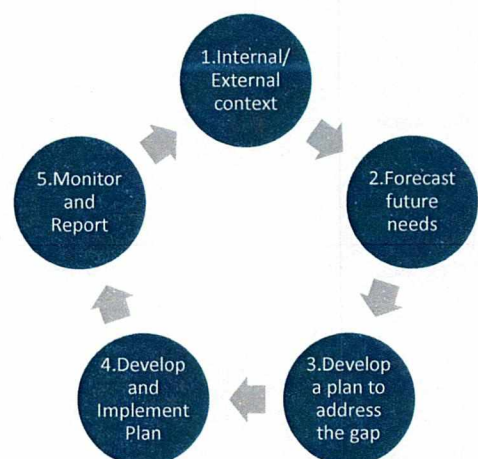 1.Internal/
External
context
2.Forecast
future
needs
3.Develop
a plan to
address
the gap
4.Develop
and
Implement
Plan
5.Monitor
and
Report